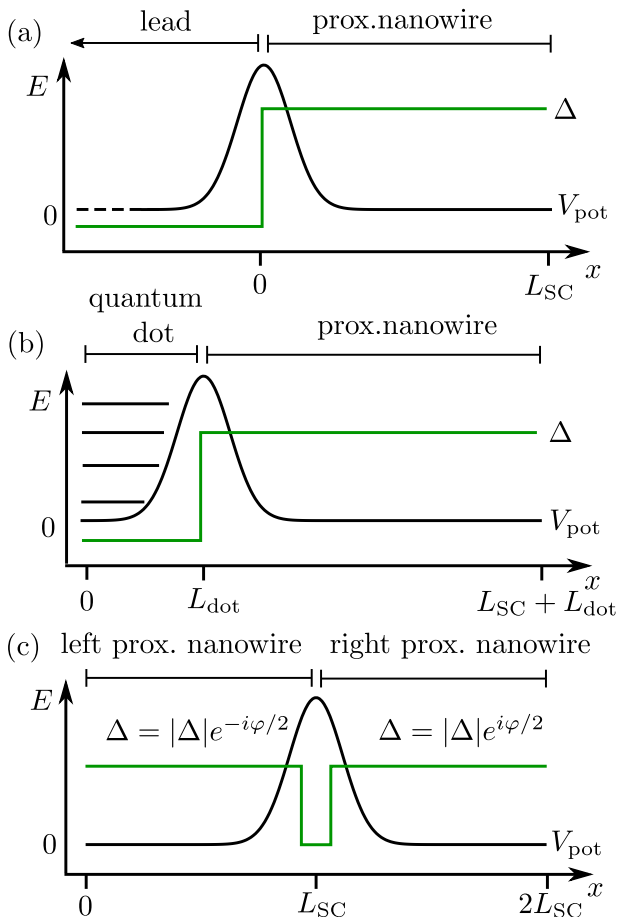 (a)
lead
prox.nanowire
E
Δ
0
V_pot
0
L_SC
x
quantum
dot
prox.nanowire
(b)
E
Δ
0
V_pot
0
L_dot
L_SC + L_dot
x
(c)
left prox. nanowire
right prox. nanowire
E
Δ = |Δ|e^{-iφ/2}
Δ = |Δ|e^{iφ/2}
0
V_pot
0
L_SC
2L_SC
x